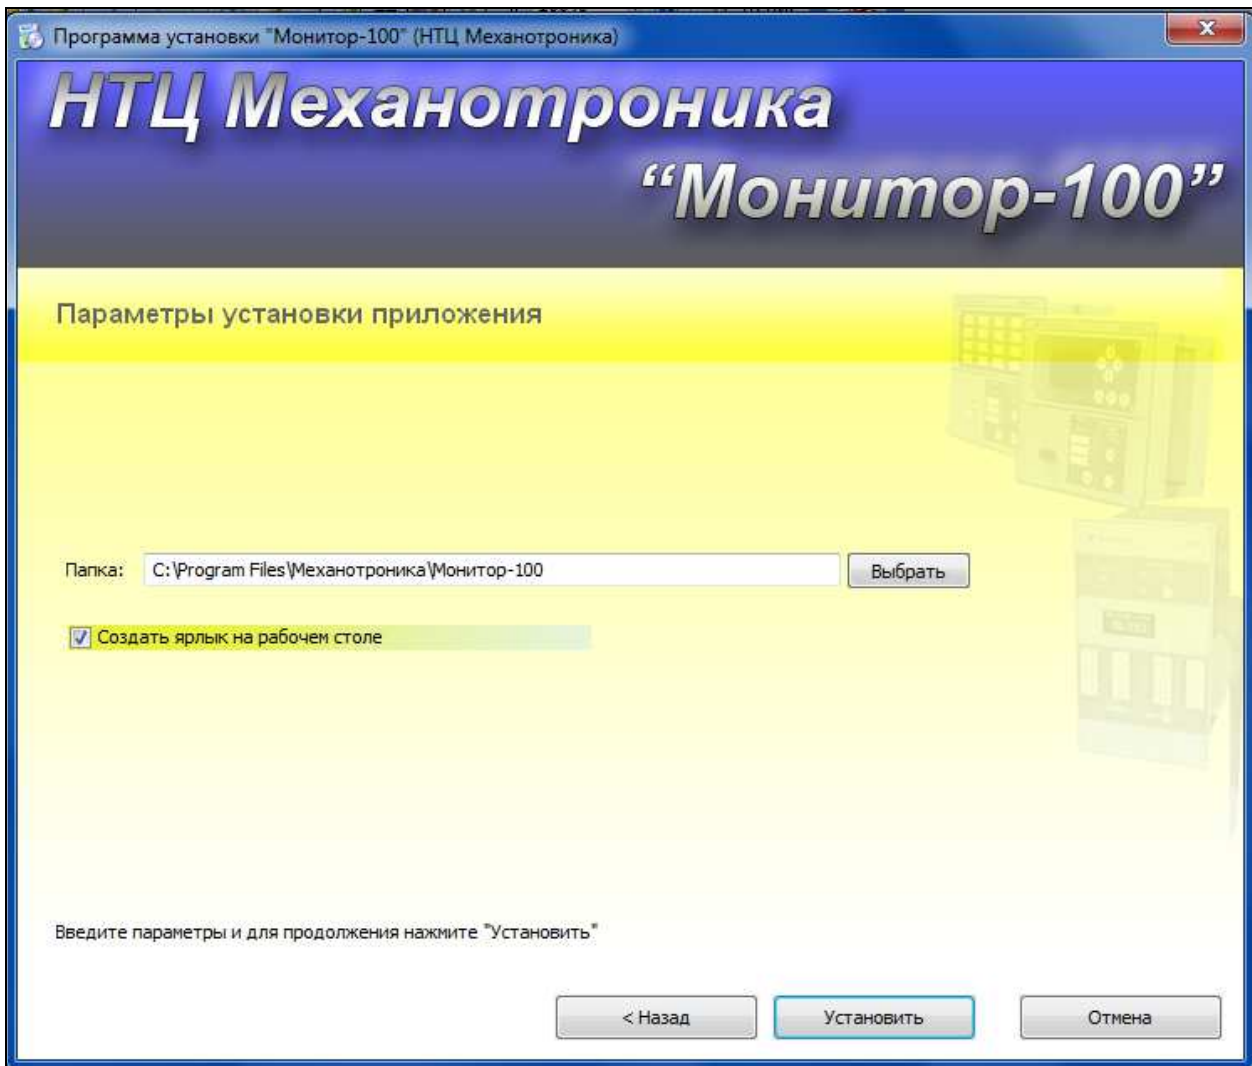 Программа установки "Монитор-100" (НТЦ Механотроника)
НТЦ Механотроника
“Монитор-100”
Параметры установки приложения
Папка: C:\Program Files\Механотроника\Монитор-100 Выбрать
Создать ярлык на рабочем столе
Введите параметры и для продолжения нажмите "Установить"
< Назад Установить Отмена